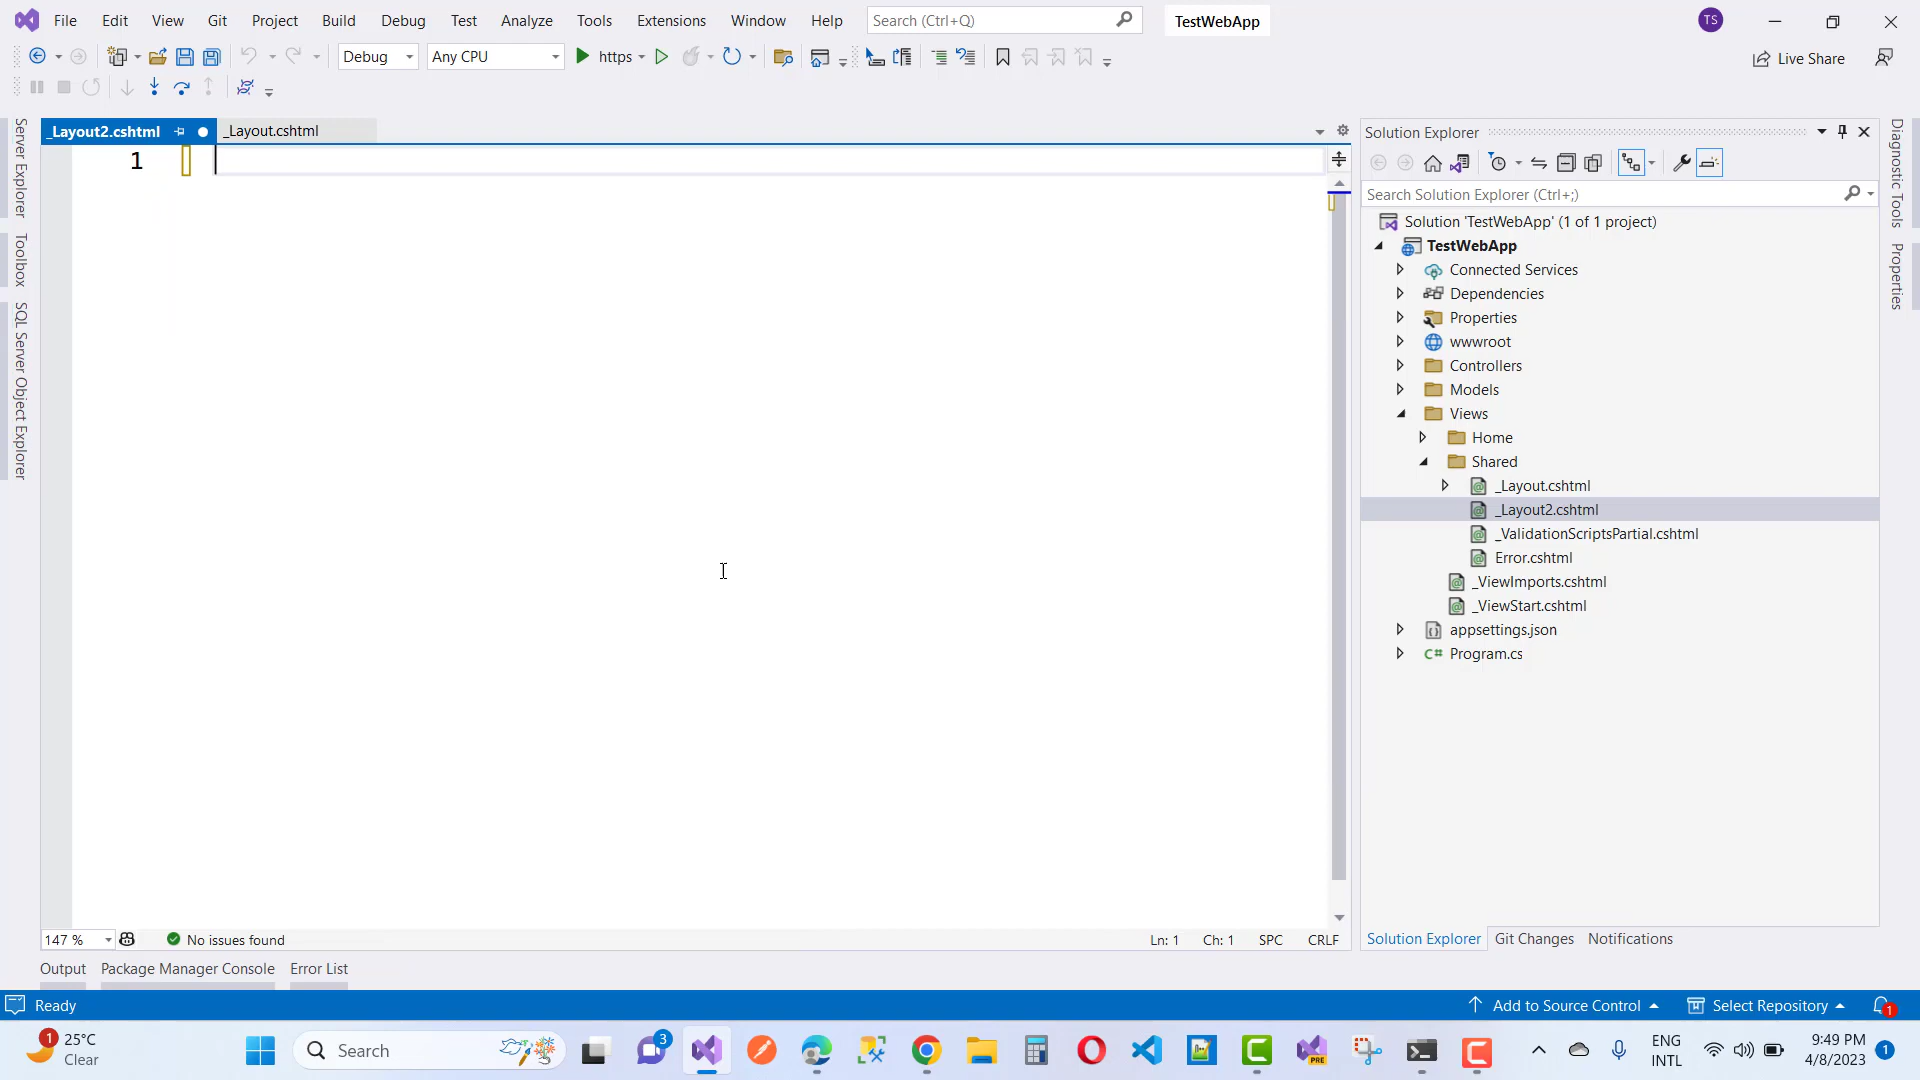 File Edit View Git Project Build Debug Test Analyze Tools Extensions Window Help Search (Ctrl+Q) TestWebApp TS
Debug Any CPU https Live Share
_Layout2.cshtml _Layout.cshtml
1
Server Explorer
Toolbox
SQL Server Object Explorer
Solution Explorer
Search Solution Explorer (Ctrl+;)
Solution 'TestWebApp' (1 of 1 project)
TestWebApp
Connected Services
Dependencies
Properties
wwwroot
Controllers
Models
Views
Home
Shared
_Layout.cshtml
_Layout2.cshtml
_ValidationScriptsPartial.cshtml
Error.cshtml
_ViewImports.cshtml
_ViewStart.cshtml
appsettings.json
C# Program.cs
Diagnostic Tools
Properties
147 % No issues found Ln: 1 Ch: 1 SPC CRLF
Solution Explorer Git Changes Notifications
Output Package Manager Console Error List
Ready Add to Source Control Select Repository 1
1 25°C
Clear
Search
3
PRE
ENG
INTL
9:49 PM
4/8/2023
1